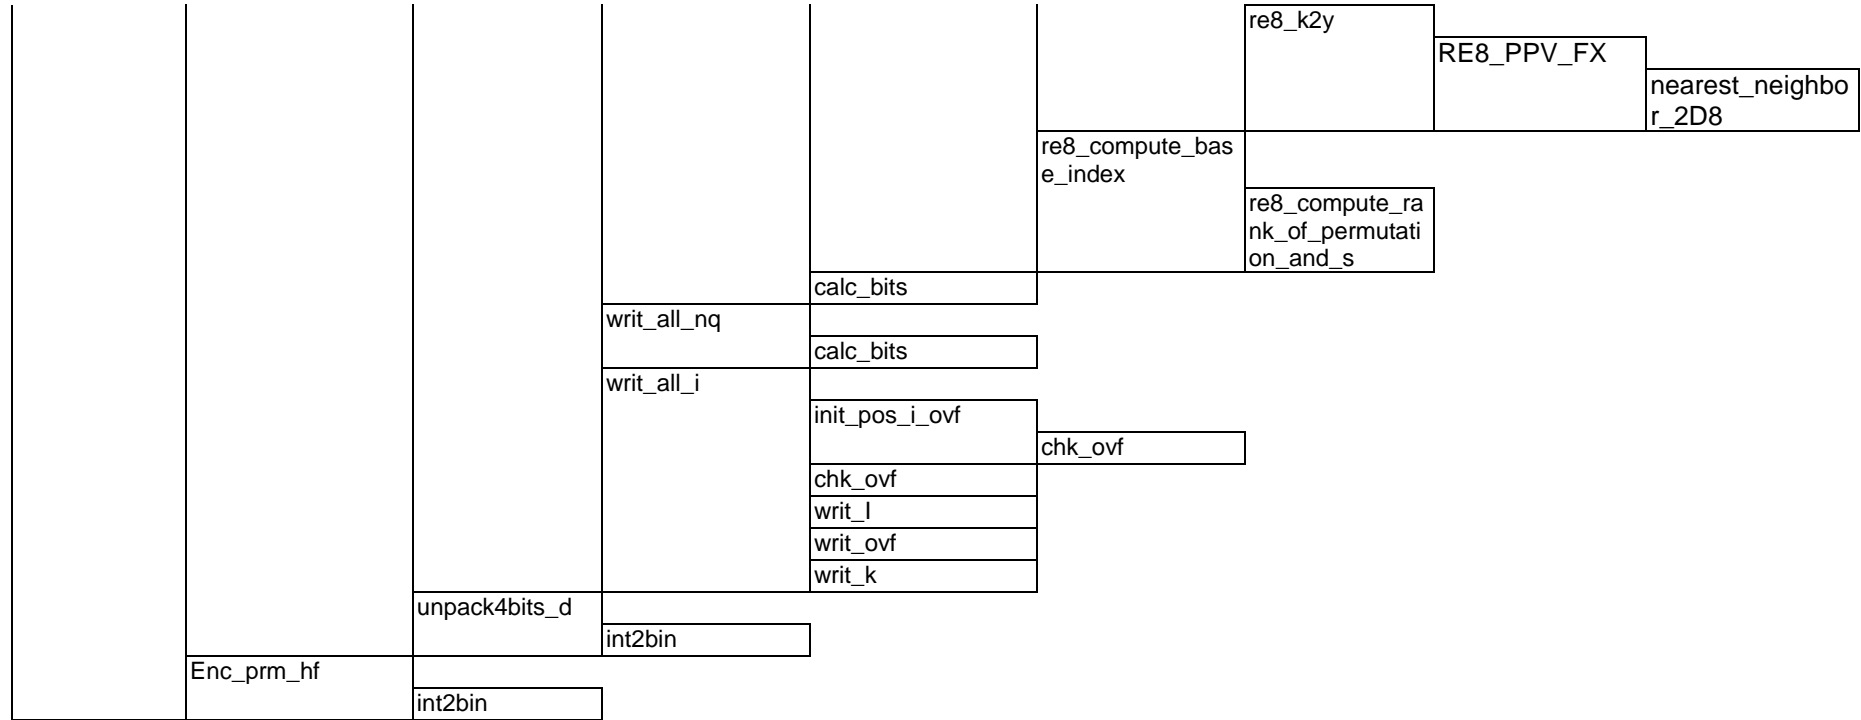 re8_k2y
RE8_PPV_FX
nearest_neighbo
r_2D8
re8_compute_bas
e_index
re8_compute_ra
nk_of_permutati
on_and_s
calc_bits
writ_all_nq
calc_bits
writ_all_i
init_pos_i_ovf
chk_ovf
chk_ovf
writ_I
writ_ovf
writ_k
unpack4bits_d
int2bin
Enc_prm_hf
int2bin